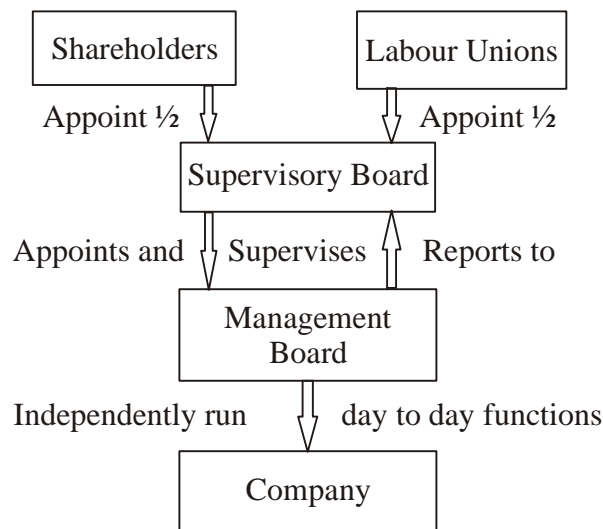 Shareholders Labour Unions
Appoint ½ Appoint ½
Supervisory Board
Appoints and Supervises Reports to
Management
Board
Independently run day to day functions
Company